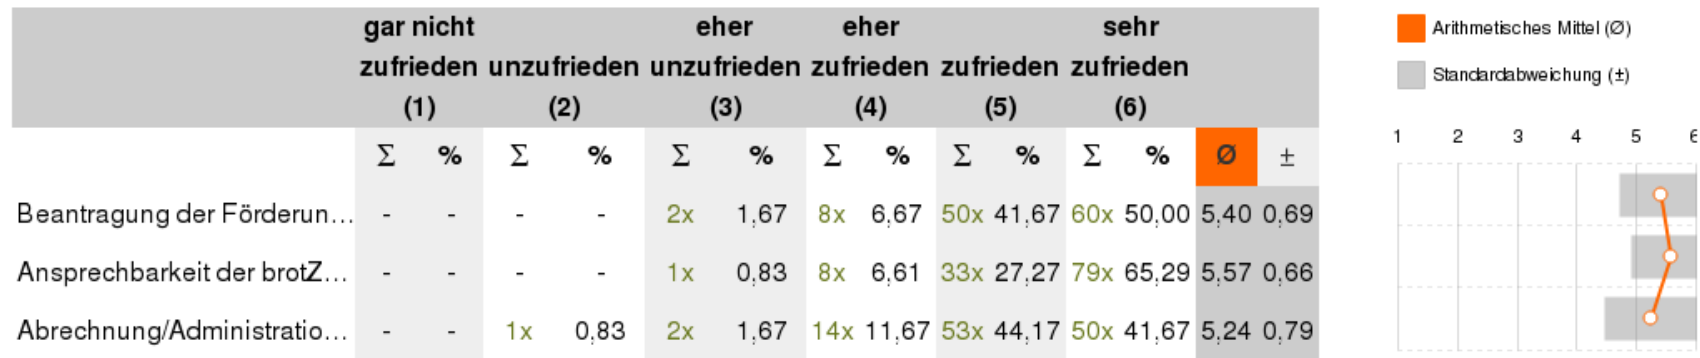 gar nicht eher eher sehr
zufrieden unzufrieden unzufrieden zufrieden zufrieden zufrieden
(1) (2) (3) (4) (5) (6)
Σ % Σ % Σ % Σ % Σ % Σ % Ø ±
Beantragung der Förderun... - - - - 2x 1,67 8x 6,67 50x 41,67 60x 50,00 5,40 0,69
Ansprechbarkeit der brotZ... - - - - 1x 0,83 8x 6,61 33x 27,27 79x 65,29 5,57 0,66
Abrechnung/Administratio... - - 1x 0,83 2x 1,67 14x 11,67 53x 44,17 50x 41,67 5,24 0,79
Arithmetisches Mittel (Ø)
Standardabweichung (±)
1 2 3 4 5 6